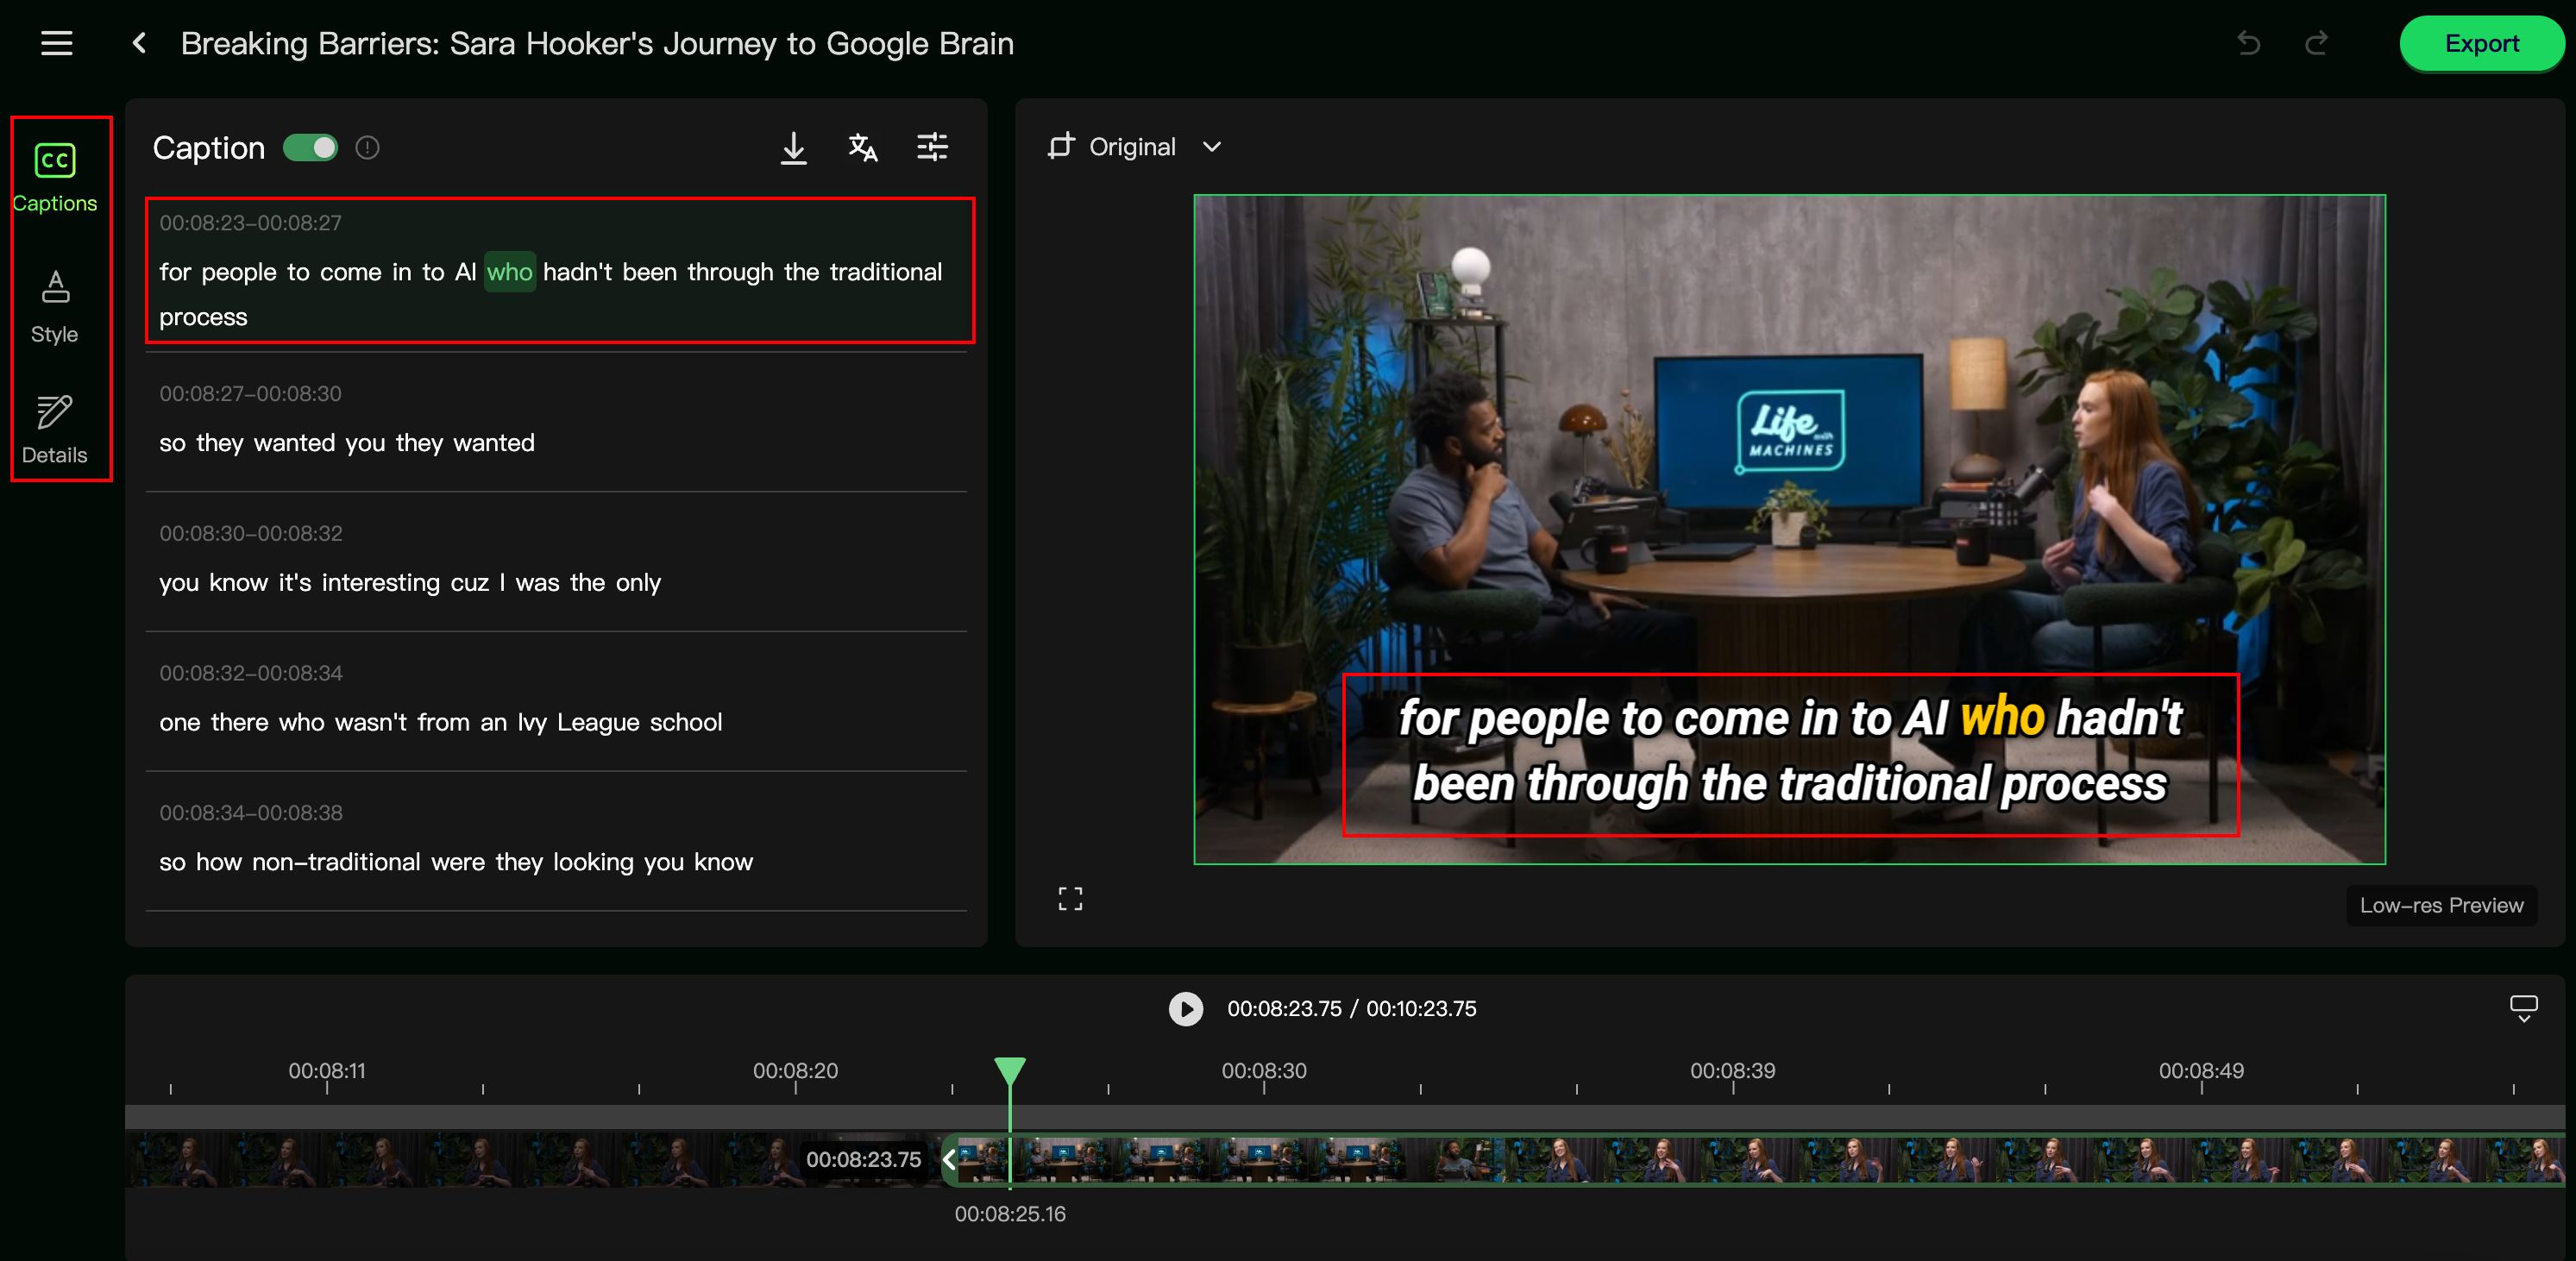 Breaking Barriers: Sara Hooker's Journey to Google Brain
Export
Captions
Style
Details
Caption
00:08:23–00:08:27
for people to come in to AI who hadn't been through the traditional
process
00:08:27–00:08:30
so they wanted you they wanted
00:08:30–00:08:32
you know it's interesting cuz I was the only
00:08:32–00:08:34
one there who wasn't from an Ivy League school
00:08:34–00:08:38
so how non-traditional were they looking you know
Original
Life with
MACHINES
for people to come in to AI who hadn't
been through the traditional process
Low-res Preview
00:08:23.75 / 00:10:23.75
00:08:11
00:08:20
00:08:30
00:08:39
00:08:49
00:08:23.75
00:08:25.16